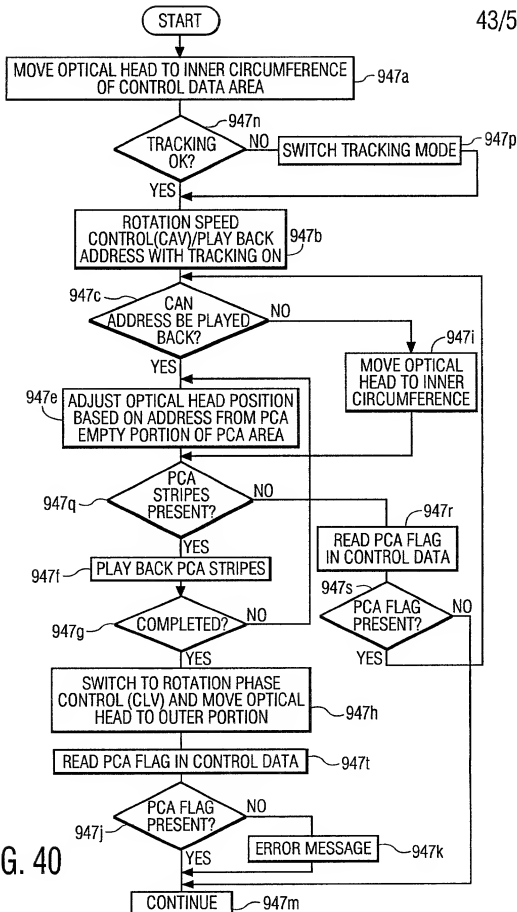 START
43/5
MOVE OPTICAL HEAD TO INNER CIRCUMFERENCE
OF CONTROL DATA AREA
947a
947n
TRACKING
OK?
NO
SWITCH TRACKING MODE
947p
YES
ROTATION SPEED
CONTROL(CAV)/PLAY BACK
ADDRESS WITH TRACKING ON
947b
947c
CAN
ADDRESS BE PLAYED
BACK?
NO
YES
947i
MOVE OPTICAL
HEAD TO INNER
CIRCUMFERENCE
947e
ADJUST OPTICAL HEAD POSITION
BASED ON ADDRESS FROM PCA
EMPTY PORTION OF PCA AREA
947q
PCA
STRIPES
PRESENT?
NO
YES
947r
READ PCA FLAG
IN CONTROL DATA
947f
PLAY BACK PCA STRIPES
947s
PCA FLAG
PRESENT?
NO
YES
947g
COMPLETED?
NO
YES
SWITCH TO ROTATION PHASE
CONTROL (CLV) AND MOVE OPTICAL
HEAD TO OUTER PORTION
947h
READ PCA FLAG IN CONTROL DATA
947t
947j
PCA FLAG
PRESENT?
NO
YES
ERROR MESSAGE
947k
G. 40
CONTINUE
947m